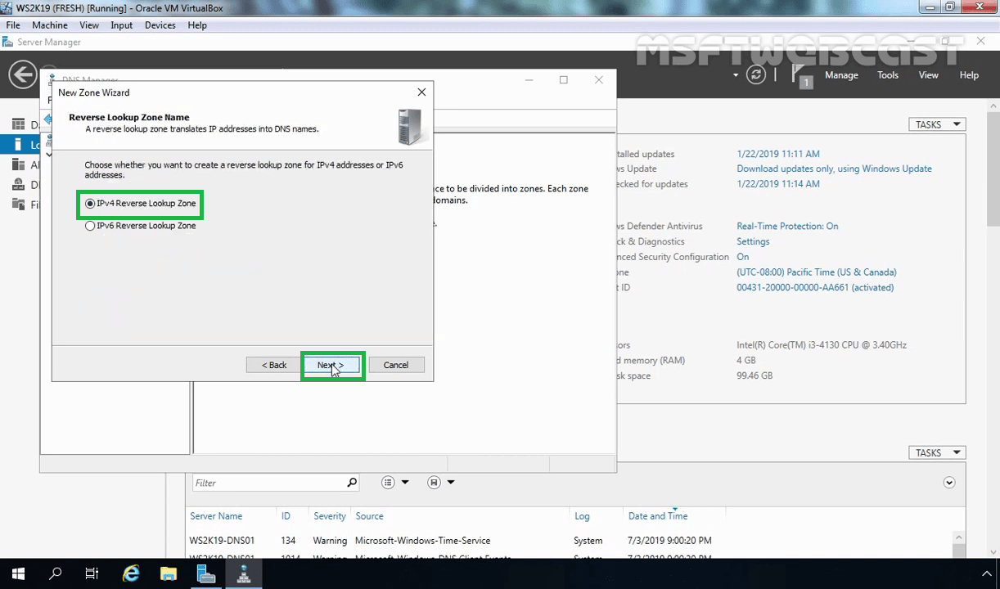 WS2K19 (FRESH) [Running] - Oracle VM VirtualBox
File Machine View Input Devices Help
Server Manager
MSFTWEBCAST
1
Manage Tools View Help
DNS Manager
New Zone Wizard
Reverse Lookup Zone Name
A reverse lookup zone translates IP addresses into DNS names.
Choose whether you want to create a reverse lookup zone for IPv4 addresses or IPv6
addresses.
IPv4 Reverse Lookup Zone
IPv6 Reverse Lookup Zone
< Back Next > Cancel
ce to be divided into zones. Each zone
domains.
TASKS
talled updates 1/22/2019 11:11 AM
ws Update Download updates only, using Windows Update
cked for updates 1/22/2019 11:14 AM
ws Defender Antivirus Real-Time Protection: On
ck & Diagnostics Settings
nced Security Configuration On
ne (UTC-08:00) Pacific Time (US & Canada)
t ID 00431-20000-00000-AA661 (activated)
sors Intel(R) Core(TM) i3-4130 CPU @ 3.40GHz
d memory (RAM) 4 GB
sk space 99.46 GB
TASKS
Filter
Server Name ID Severity Source Log Date and Time
WS2K19-DNS01 134 Warning Microsoft-Windows-Time-Service System 7/3/2019 9:00:20 PM
WS2K19-DNS01 1014 Warning Microsoft-Windows-DNS Client Events System 7/3/2019 9:00:20 PM